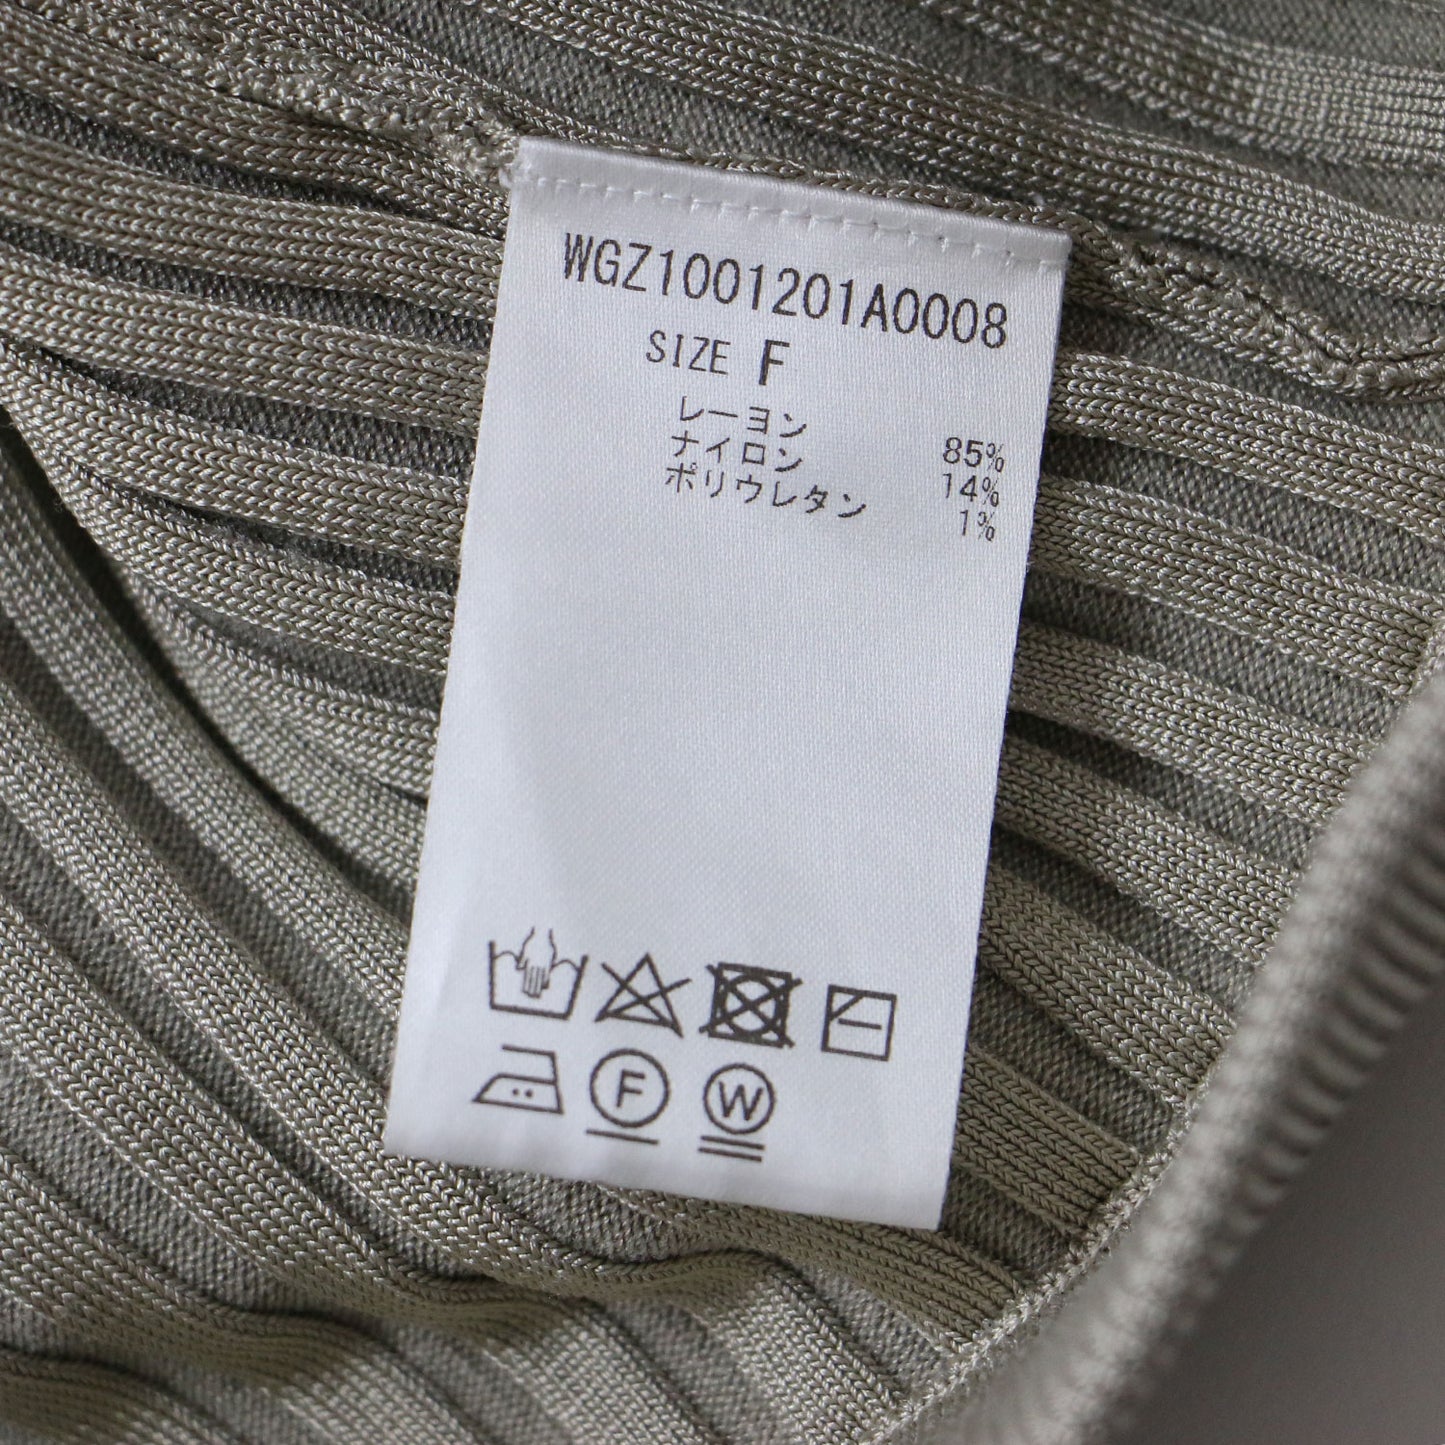 WGZ1001201A0008
SIZE F
レーヨン 85%
ナイロン 14%
ポリウレタン 1%
F W